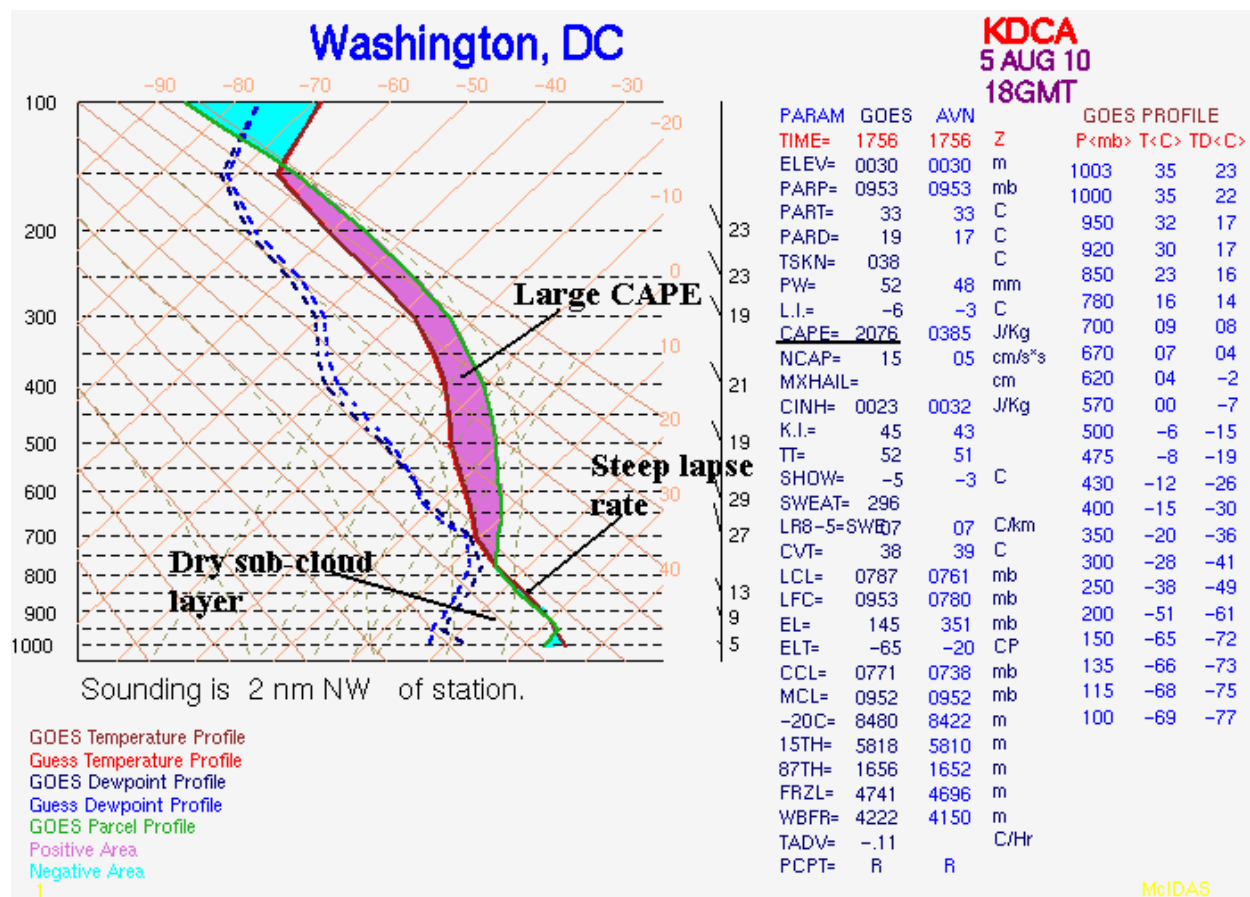 Washington, DC
KDCA
5 AUG 10
18GMT
-90 -80 -70 -60 -50 -40 -30
-20
-10
0
10
20
30
40
100
200
300
400
500
600
700
800
900
1000
Large CAPE
Steep lapse
rate
Dry sub-cloud
layer
23
23
19
21
19
29
27
13
9
5
Sounding is 2 nm NW of station.
GOES Temperature Profile
Guess Temperature Profile
GOES Dewpoint Profile
Guess Dewpoint Profile
GOES Parcel Profile
Positive Area
Negative Area
1
PARAM GOES AVN
TIME= 1756 1756 Z
ELEV= 0030 0030 m
PARP= 0953 0953 mb
PART= 33 33 C
PARD= 19 17 C
TSKN= 038 C
PW= 52 48 mm
L.I.= -6 -3 C
CAPE= 2076 0385 J/Kg
NCAP= 15 05 cm/s*s
MXHAIL= cm
CINH= 0023 0032 J/Kg
K.I.= 45 43
TT= 52 51
SHOW= -5 -3 C
SWEAT= 296
LR8-5=SWE 07 07 C/km
CVT= 38 39 C
LCL= 0787 0761 mb
LFC= 0953 0780 mb
EL= 145 351 mb
ELT= -65 -20 CP
CCL= 0771 0738 mb
MCL= 0952 0952 mb
-20C= 8480 8422 m
15TH= 5818 5810 m
87TH= 1656 1652 m
FRZL= 4741 4696 m
WBFR= 4222 4150 m
TADV= -.11 C/Hr
PCPT= R R
GOES PROFILE
P<mb> T<C> TD<C>
1003 35 23
1000 35 22
950 32 17
920 30 17
850 23 16
780 16 14
700 09 08
670 07 04
620 04 -2
570 00 -7
500 -6 -15
475 -8 -19
430 -12 -26
400 -15 -30
350 -20 -36
300 -28 -41
250 -38 -49
200 -51 -61
150 -65 -72
135 -66 -73
115 -68 -75
100 -69 -77
McIDAS